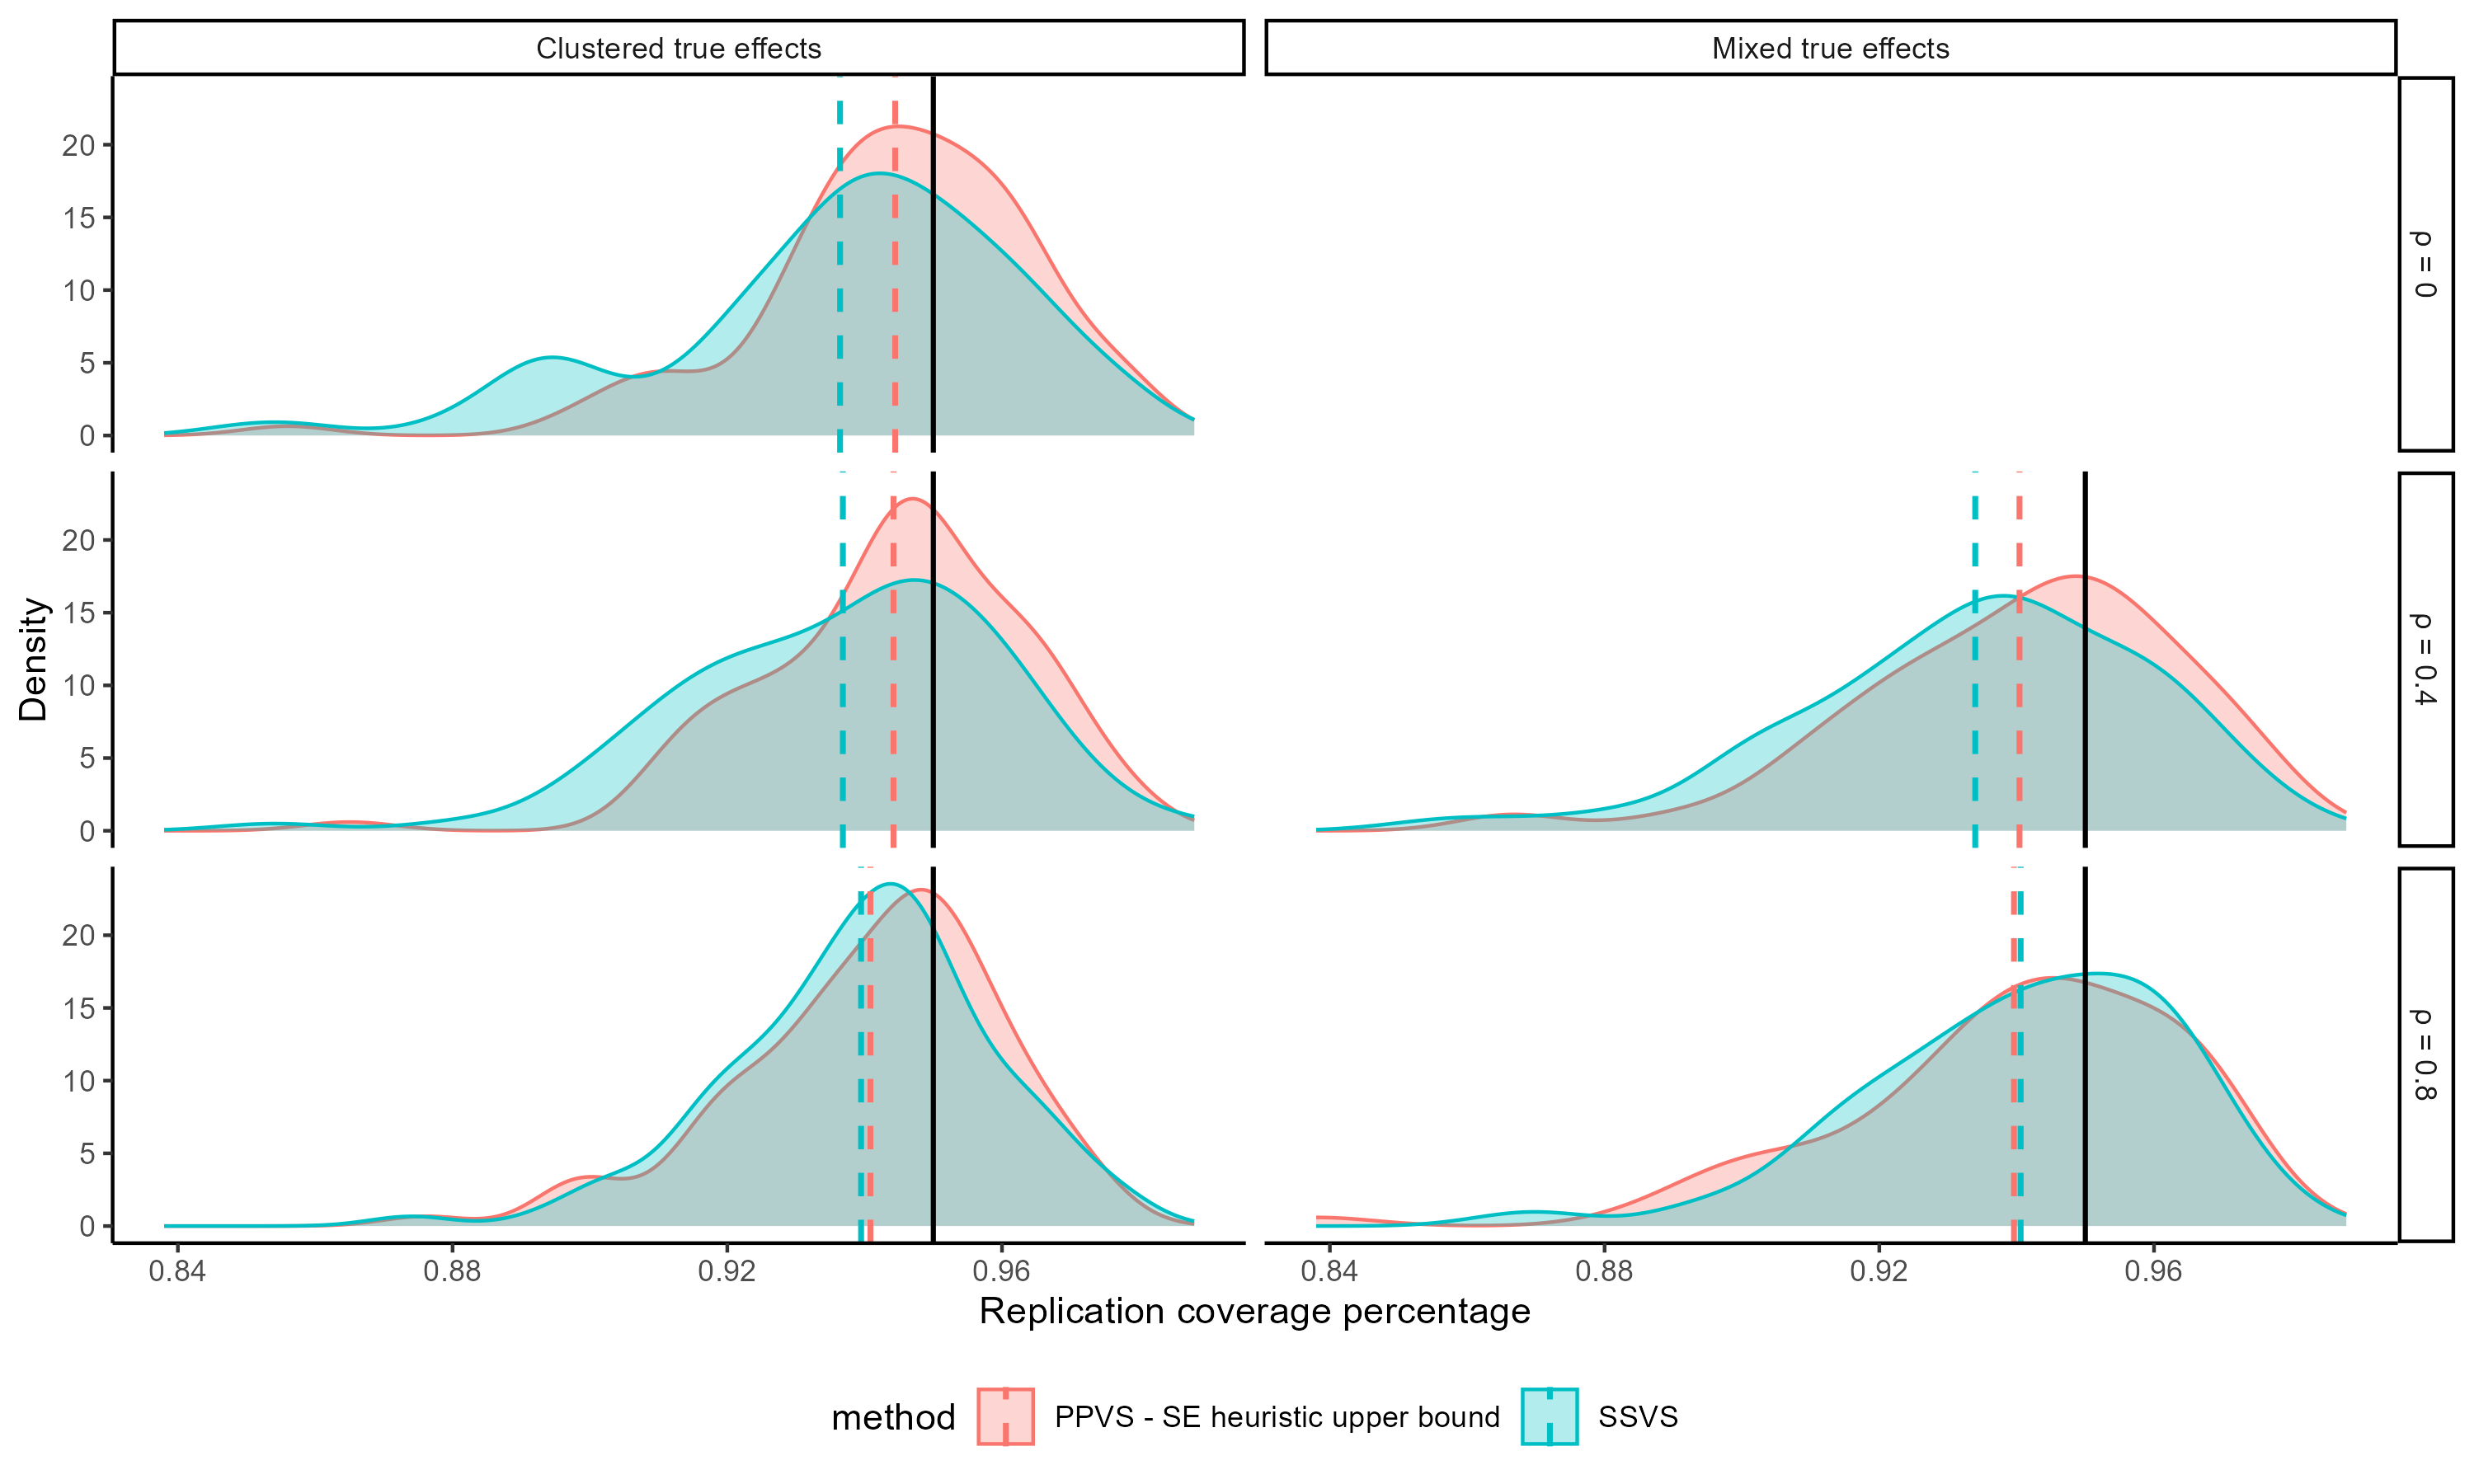 Clustered true effects
Mixed true effects
20
15
10
5
0
ρ = 0
20
15
10
5
0
ρ = 0.4
20
15
10
5
0
ρ = 0.8
Density
0.84 0.88 0.92 0.96
0.84 0.88 0.92 0.96
Replication coverage percentage
method PPVS - SE heuristic upper bound SSVS